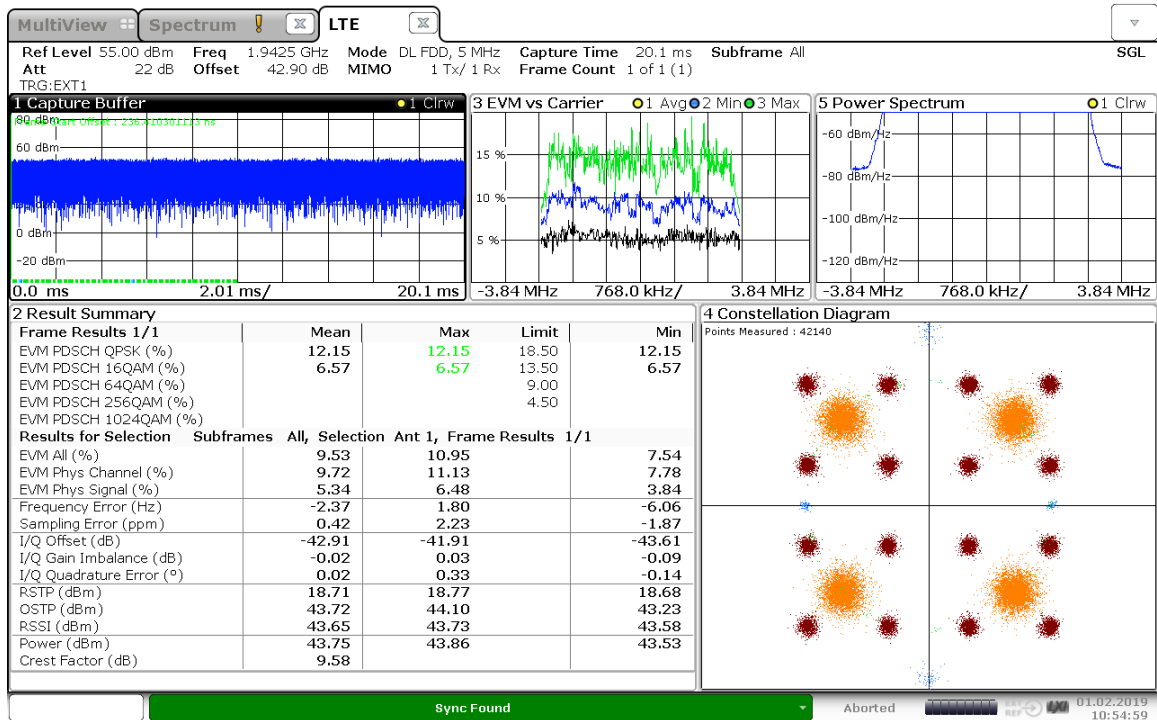 MultiView Spectrum ! X LTE X
Ref Level 55.00 dBm Freq 1.9425 GHz Mode DL FDD, 5 MHz Capture Time 20.1 ms Subframe All SGL
Att 22 dB Offset 42.90 dB MIMO 1 Tx/ 1 Rx Frame Count 1 of 1 (1)
TRG:EXT1
1 Capture Buffer 1 Clrw
80 dBm
Frame Start Offset : 236.410301113 ms
60 dBm
0 dBm
-20 dBm
0.0 ms 2.01 ms/ 20.1 ms
3 EVM vs Carrier 1 Avg 2 Min 3 Max
15 %
10 %
5 %
-3.84 MHz 768.0 kHz/ 3.84 MHz
5 Power Spectrum 1 Clrw
-60 dBm/Hz
-80 dBm/Hz
-100 dBm/Hz
-120 dBm/Hz
-3.84 MHz 768.0 kHz/ 3.84 MHz
2 Result Summary
Frame Results 1/1 Mean Max Limit Min
EVM PDSCH QPSK (%) 12.15 12.15 18.50 12.15
EVM PDSCH 16QAM (%) 6.57 6.57 13.50 6.57
EVM PDSCH 64QAM (%) 9.00
EVM PDSCH 256QAM (%) 4.50
EVM PDSCH 1024QAM (%)
Results for Selection Subframes All, Selection Ant 1, Frame Results 1/1
EVM All (%) 9.53 10.95 7.54
EVM Phys Channel (%) 9.72 11.13 7.78
EVM Phys Signal (%) 5.34 6.48 3.84
Frequency Error (Hz) -2.37 1.80 -6.06
Sampling Error (ppm) 0.42 2.23 -1.87
I/Q Offset (dB) -42.91 -41.91 -43.61
I/Q Gain Imbalance (dB) -0.02 0.03 -0.09
I/Q Quadrature Error (°) 0.02 0.33 -0.14
RSTP (dBm) 18.71 18.77 18.68
OSTP (dBm) 43.72 44.10 43.23
RSSI (dBm) 43.65 43.73 43.58
Power (dBm) 43.75 43.86 43.53
Crest Factor (dB) 9.58
4 Constellation Diagram
Points Measured : 42140
Sync Found
Aborted
EXT REF LXI
01.02.2019
10:54:59